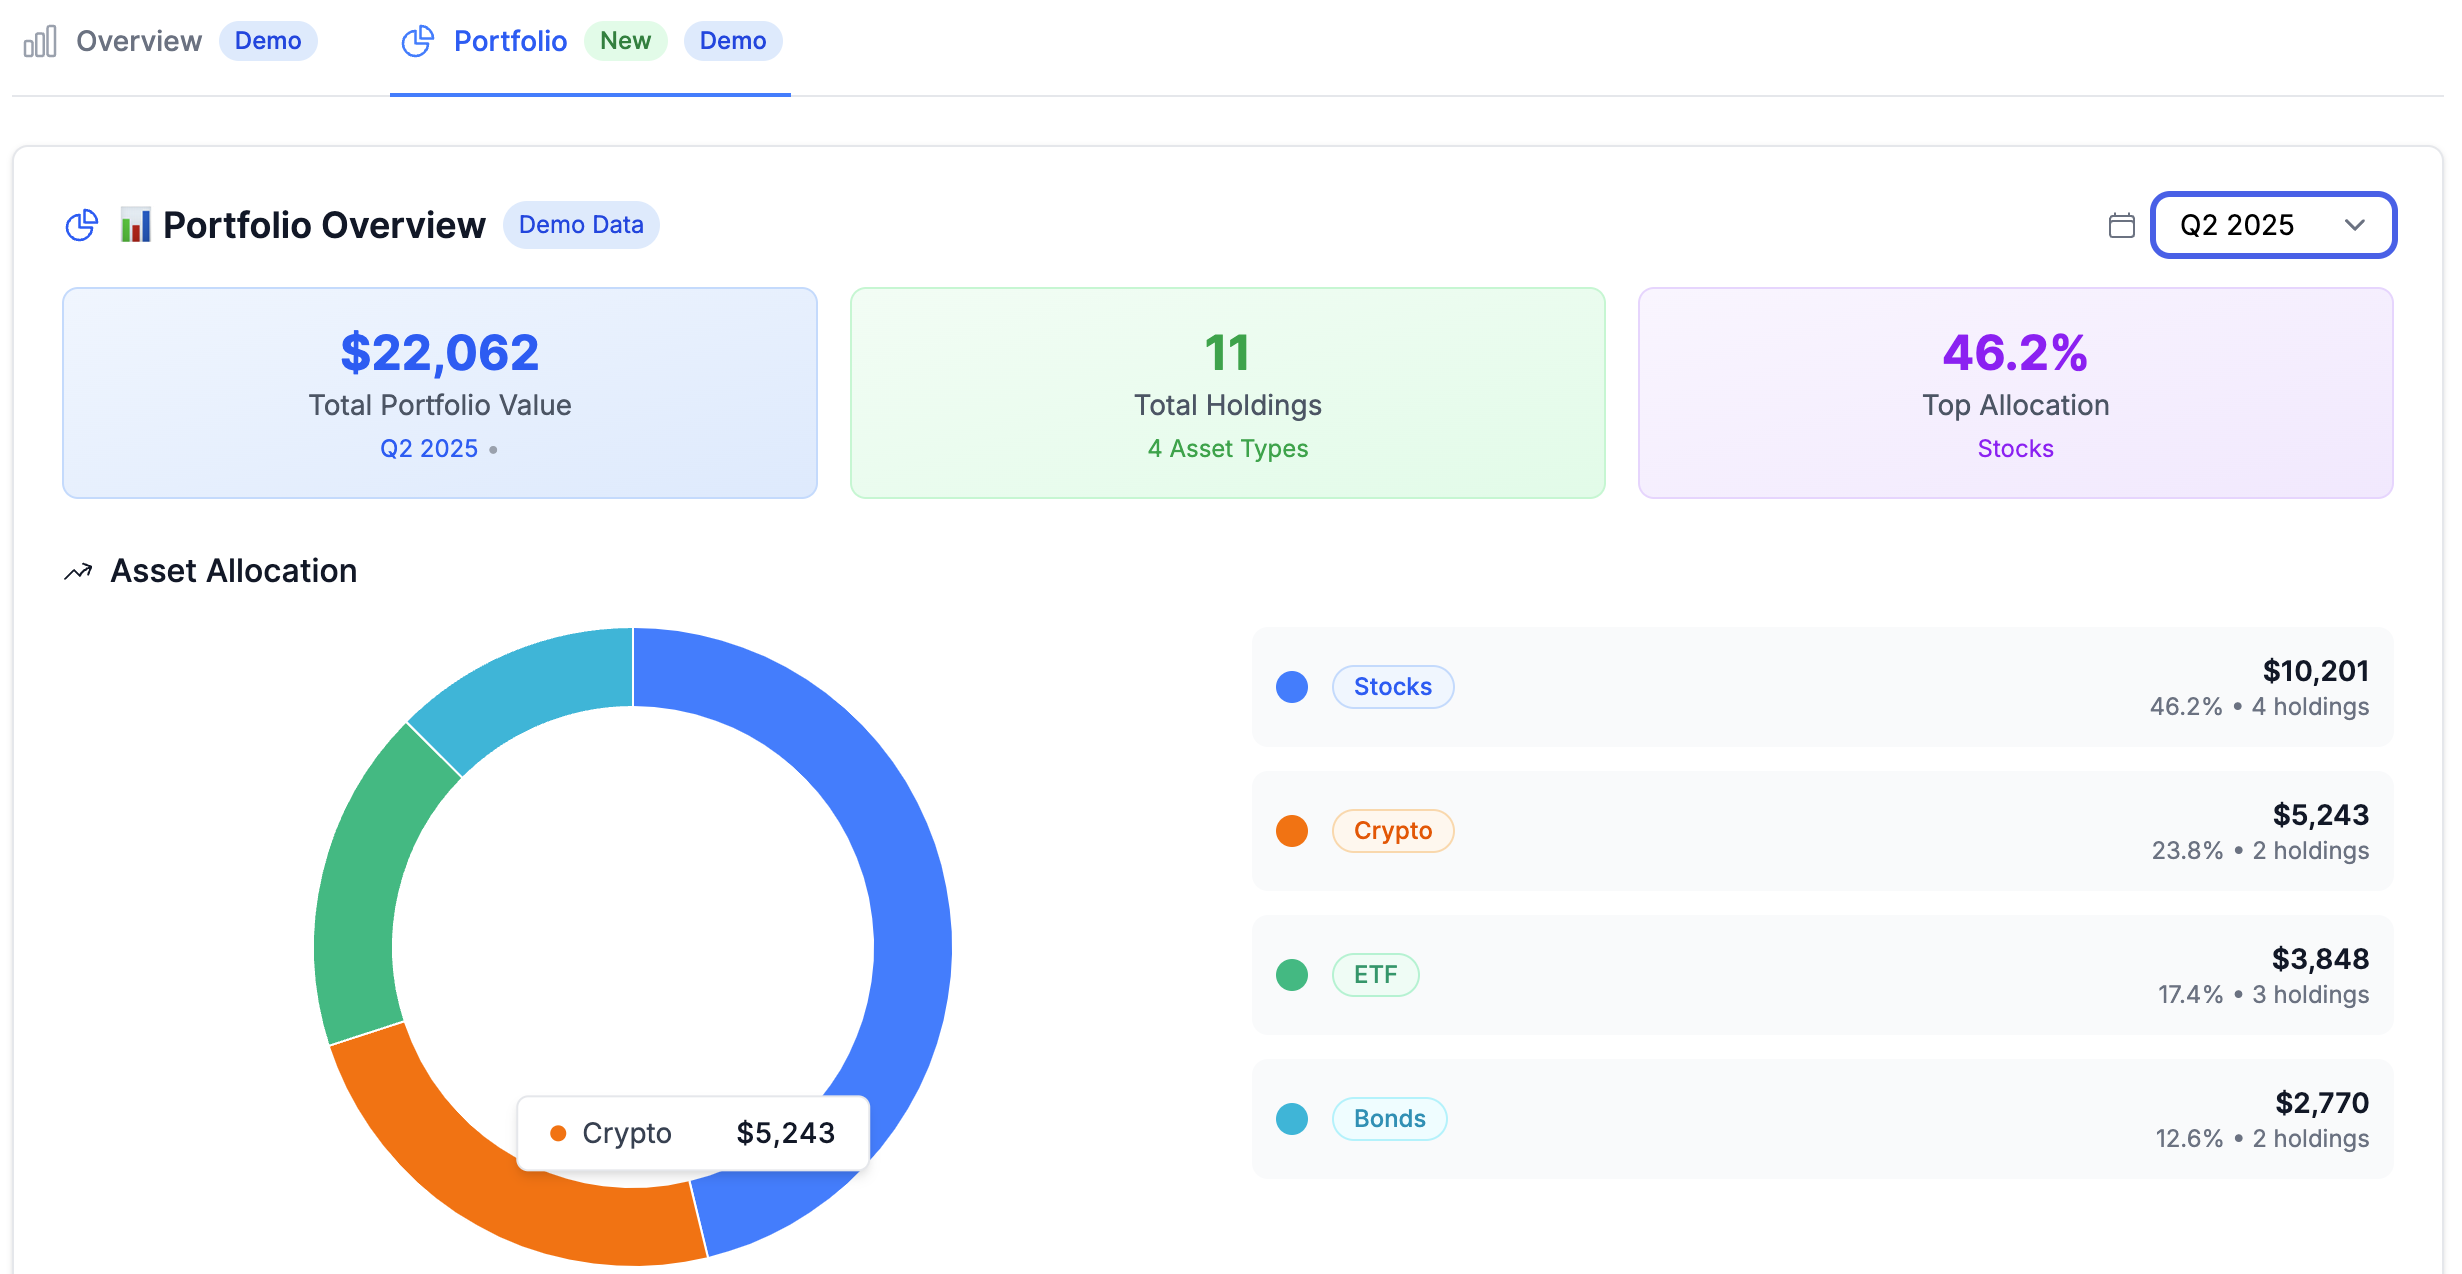 Overview Demo Portfolio New Demo
Portfolio Overview Demo Data Q2 2025
$22,062
Total Portfolio Value
Q2 2025 •
11
Total Holdings
4 Asset Types
46.2%
Top Allocation
Stocks
Asset Allocation
Crypto $5,243
Stocks
$10,201
46.2% • 4 holdings
Crypto
$5,243
23.8% • 2 holdings
ETF
$3,848
17.4% • 3 holdings
Bonds
$2,770
12.6% • 2 holdings